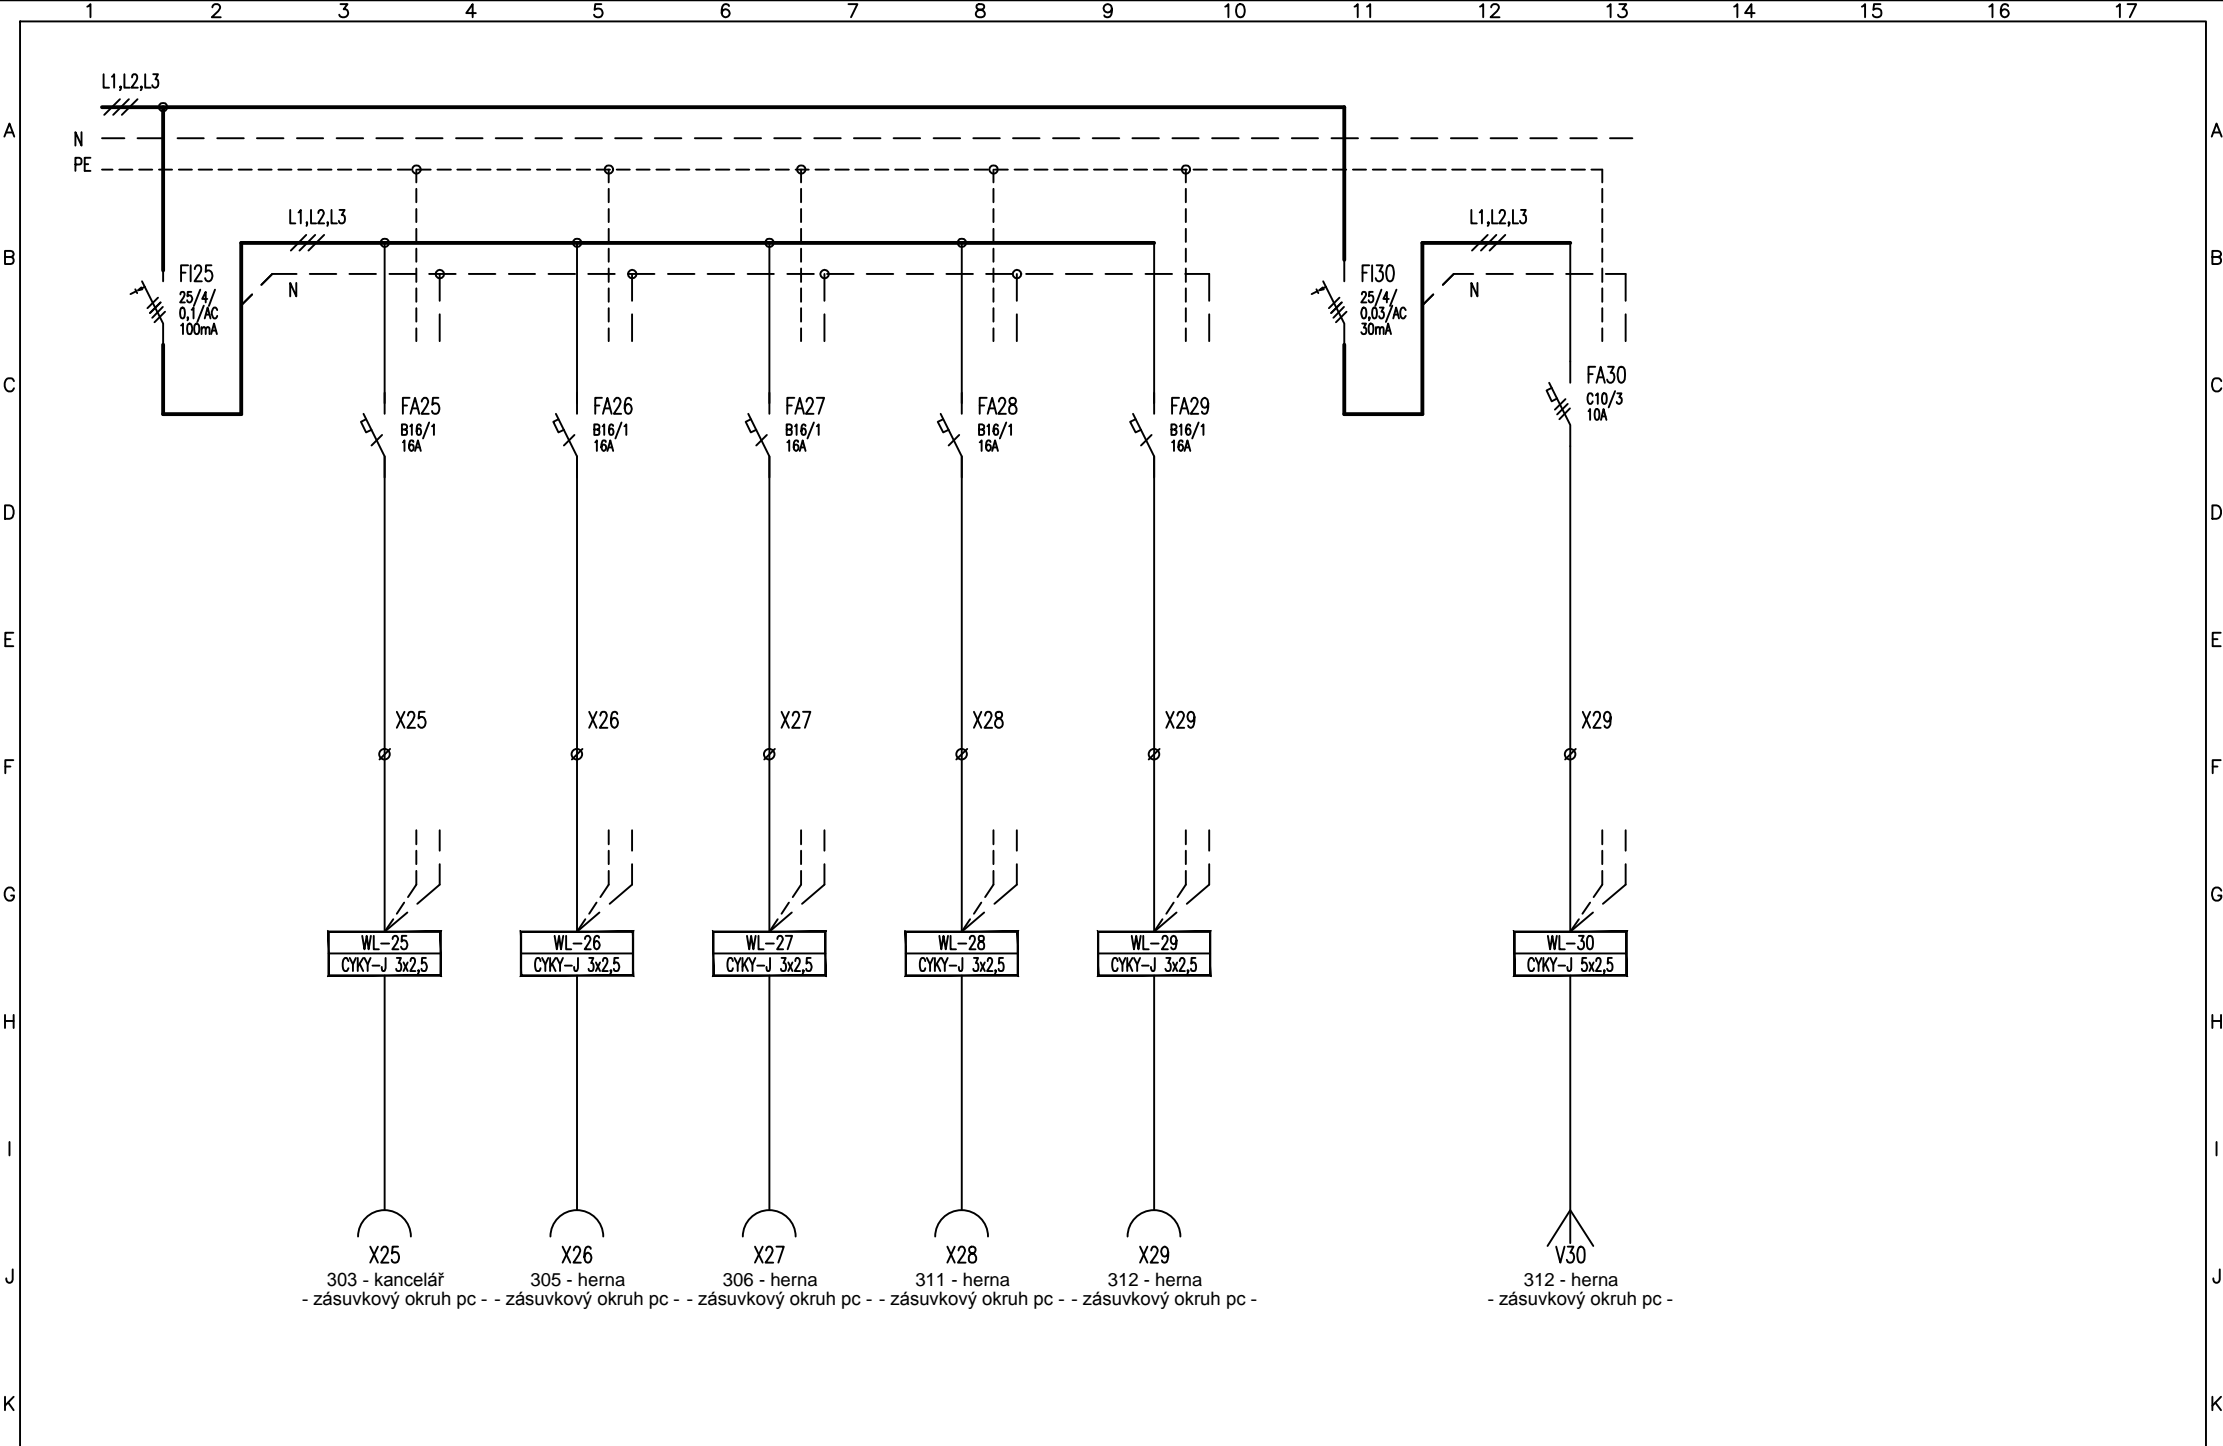 1 2 3 4 5 6 7 8 9 10 11 12 13 14 15 16 17
L1,L2,L3
A N A
PE
L1,L2,L3 L1,L2,L3
B B
FI25 FI30
N N
25/4/ 25/4/
0,1/AC 0,03/AC
100mA 30mA
C FA30 C
C10/3
10A
FA25 FA26 FA27 FA28 FA29
B16/1 B16/1 B16/1 B16/1 B16/1
16A 16A 16A 16A 16A
D D
E E
X25 X26 X27 X28 X29 X29
F F
G G
WL-25 WL-26 WL-27 WL-28 WL-29 WL-30
CYKY-J 3x2,5 CYKY-J 3x2,5 CYKY-J 3x2,5 CYKY-J 3x2,5 CYKY-J 3x2,5 CYKY-J 5x2,5
H H
I I
X25 X26 X27 X28 X29 V30
J 303 - kancelář 305 - herna 306 - herna 311 - herna 312 - herna 312 - herna J
- zásuvkový okruh pc - - zásuvkový okruh pc - - zásuvkový okruh pc - - zásuvkový okruh pc - - zásuvkový okruh pc - - zásuvkový okruh pc -
K K